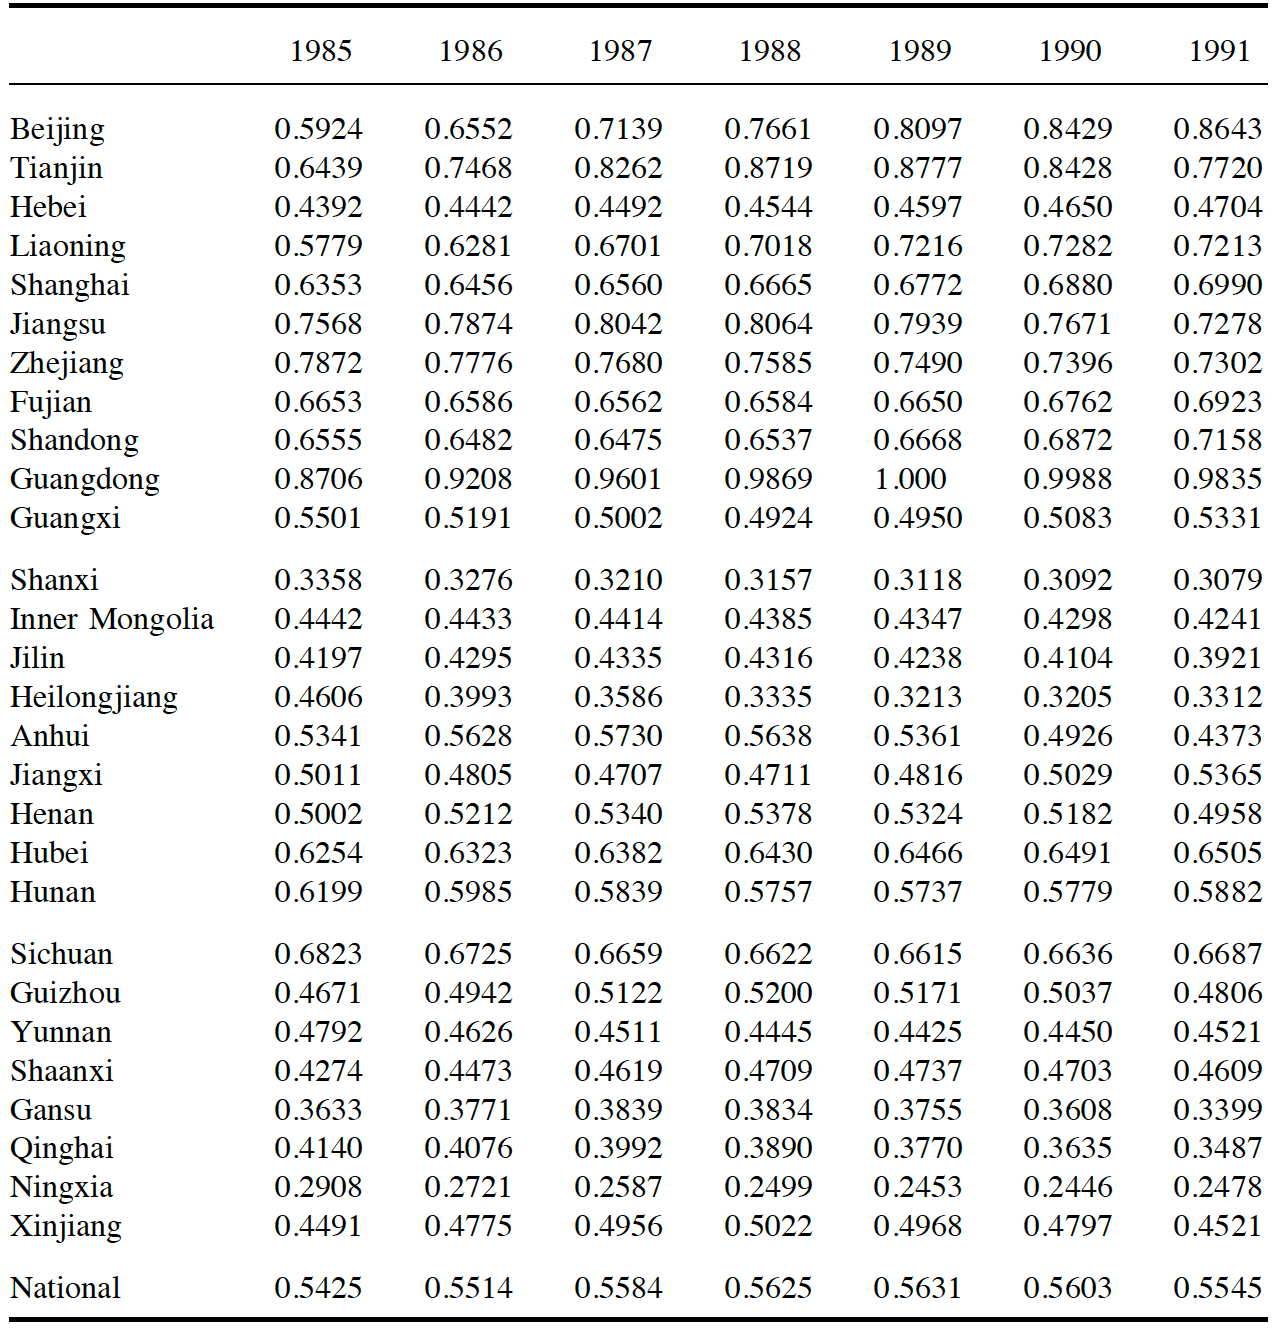 1985 1986 1987 1988 1989 1990 1991
Beijing 0.5924 0.6552 0.7139 0.7661 0.8097 0.8429 0.8643
Tianjin 0.6439 0.7468 0.8262 0.8719 0.8777 0.8428 0.7720
Hebei 0.4392 0.4442 0.4492 0.4544 0.4597 0.4650 0.4704
Liaoning 0.5779 0.6281 0.6701 0.7018 0.7216 0.7282 0.7213
Shanghai 0.6353 0.6456 0.6560 0.6665 0.6772 0.6880 0.6990
Jiangsu 0.7568 0.7874 0.8042 0.8064 0.7939 0.7671 0.7278
Zhejiang 0.7872 0.7776 0.7680 0.7585 0.7490 0.7396 0.7302
Fujian 0.6653 0.6586 0.6562 0.6584 0.6650 0.6762 0.6923
Shandong 0.6555 0.6482 0.6475 0.6537 0.6668 0.6872 0.7158
Guangdong 0.8706 0.9208 0.9601 0.9869 1.000 0.9988 0.9835
Guangxi 0.5501 0.5191 0.5002 0.4924 0.4950 0.5083 0.5331
Shanxi 0.3358 0.3276 0.3210 0.3157 0.3118 0.3092 0.3079
Inner Mongolia 0.4442 0.4433 0.4414 0.4385 0.4347 0.4298 0.4241
Jilin 0.4197 0.4295 0.4335 0.4316 0.4238 0.4104 0.3921
Heilongjiang 0.4606 0.3993 0.3586 0.3335 0.3213 0.3205 0.3312
Anhui 0.5341 0.5628 0.5730 0.5638 0.5361 0.4926 0.4373
Jiangxi 0.5011 0.4805 0.4707 0.4711 0.4816 0.5029 0.5365
Henan 0.5002 0.5212 0.5340 0.5378 0.5324 0.5182 0.4958
Hubei 0.6254 0.6323 0.6382 0.6430 0.6466 0.6491 0.6505
Hunan 0.6199 0.5985 0.5839 0.5757 0.5737 0.5779 0.5882
Sichuan 0.6823 0.6725 0.6659 0.6622 0.6615 0.6636 0.6687
Guizhou 0.4671 0.4942 0.5122 0.5200 0.5171 0.5037 0.4806
Yunnan 0.4792 0.4626 0.4511 0.4445 0.4425 0.4450 0.4521
Shaanxi 0.4274 0.4473 0.4619 0.4709 0.4737 0.4703 0.4609
Gansu 0.3633 0.3771 0.3839 0.3834 0.3755 0.3608 0.3399
Qinghai 0.4140 0.4076 0.3992 0.3890 0.3770 0.3635 0.3487
Ningxia 0.2908 0.2721 0.2587 0.2499 0.2453 0.2446 0.2478
Xinjiang 0.4491 0.4775 0.4956 0.5022 0.4968 0.4797 0.4521
National 0.5425 0.5514 0.5584 0.5625 0.5631 0.5603 0.5545